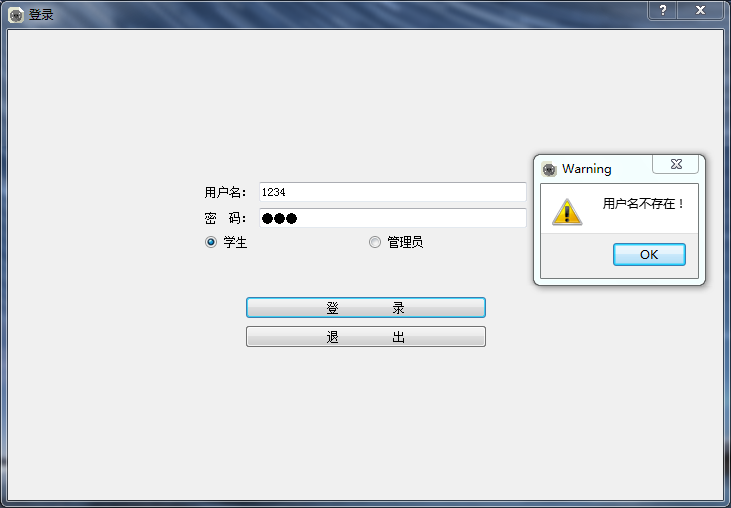 登录
用户名： 1234
密 码： ●●●
学生 管理员
登 录
退 出
Warning
用户名不存在！
OK